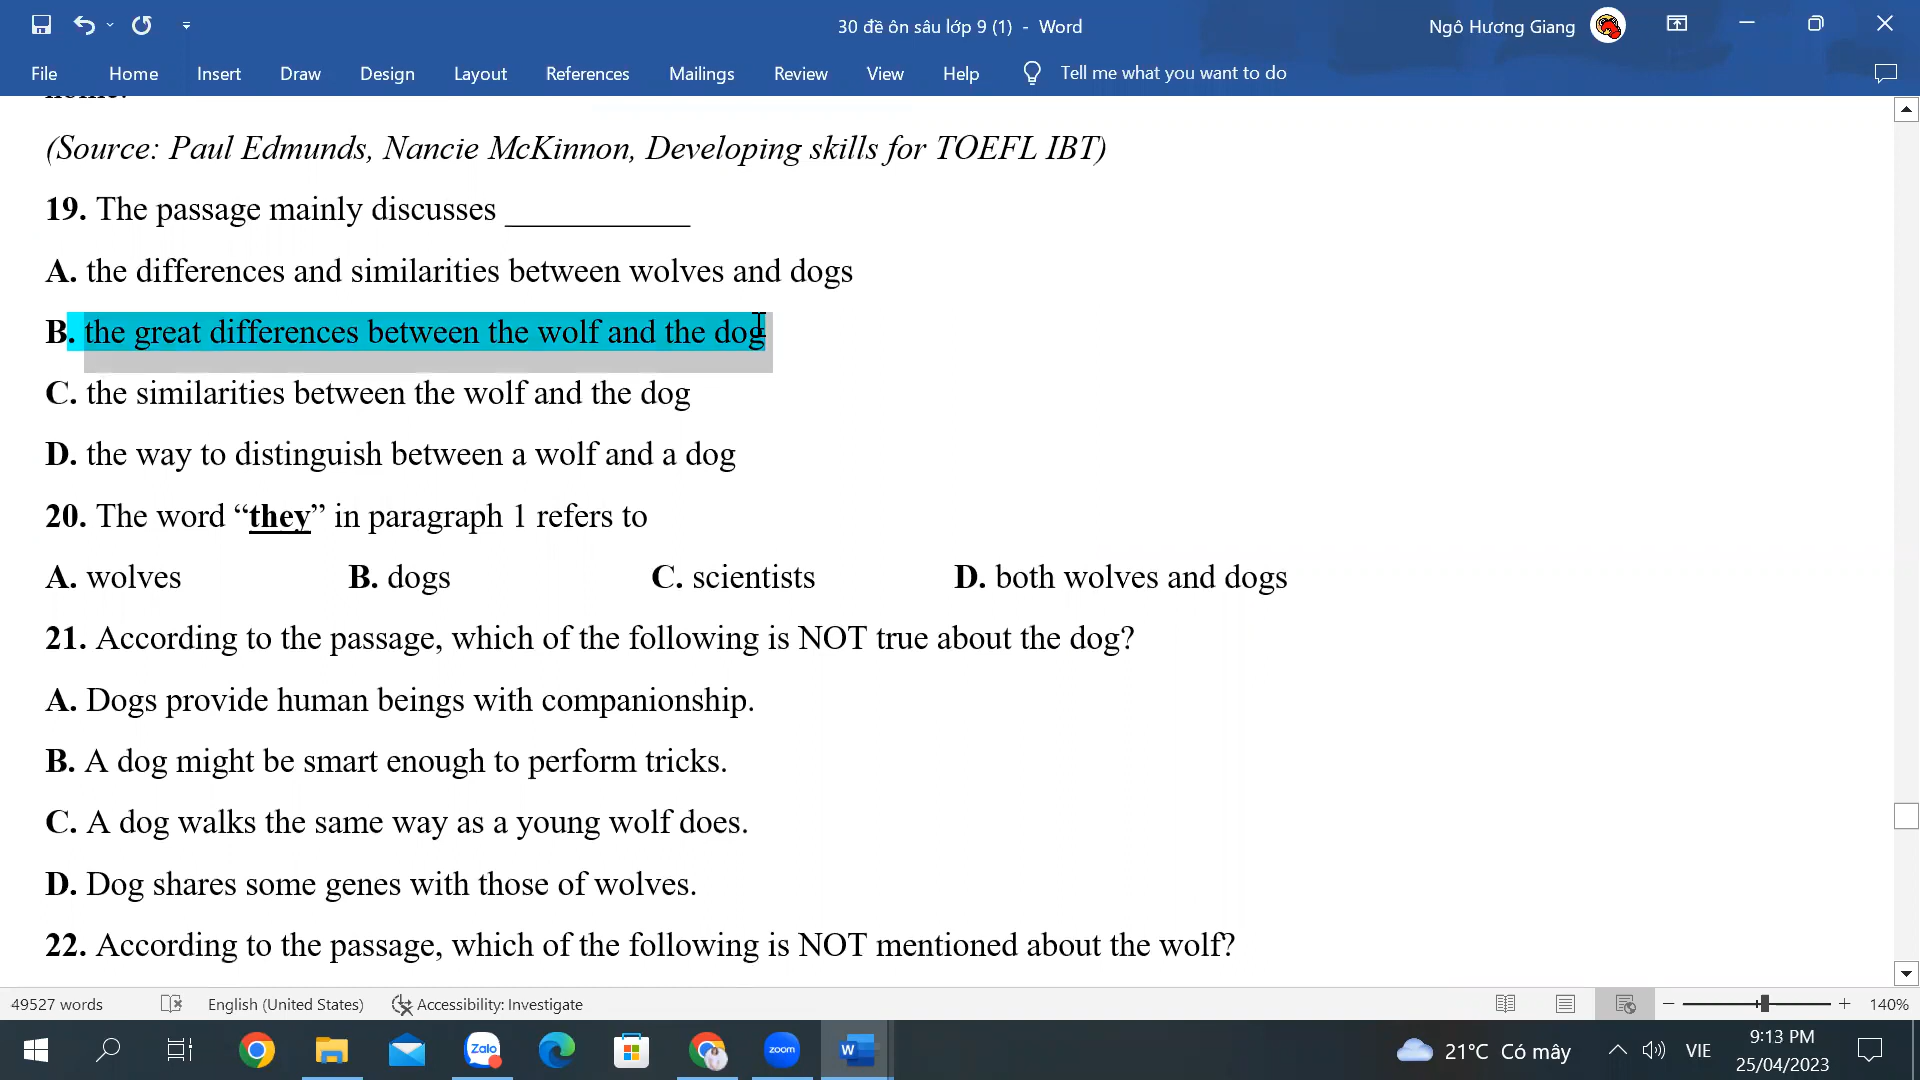 30 đề ôn sâu lớp 9 (1) - Word
Ngô Hương Giang
File Home Insert Draw Design Layout References Mailings Review View Help Tell me what you want to do
home.
(Source: Paul Edmunds, Nancie McKinnon, Developing skills for TOEFL IBT)
19. The passage mainly discusses ___________
A. the differences and similarities between wolves and dogs
B. the great differences between the wolf and the dog
C. the similarities between the wolf and the dog
D. the way to distinguish between a wolf and a dog
20. The word “they” in paragraph 1 refers to
A. wolves B. dogs C. scientists D. both wolves and dogs
21. According to the passage, which of the following is NOT true about the dog?
A. Dogs provide human beings with companionship.
B. A dog might be smart enough to perform tricks.
C. A dog walks the same way as a young wolf does.
D. Dog shares some genes with those of wolves.
22. According to the passage, which of the following is NOT mentioned about the wolf?
49527 words English (United States) Accessibility: Investigate 140%
Zalo zoom W 21°C Có mây VIE 9:13 PM
25/04/2023